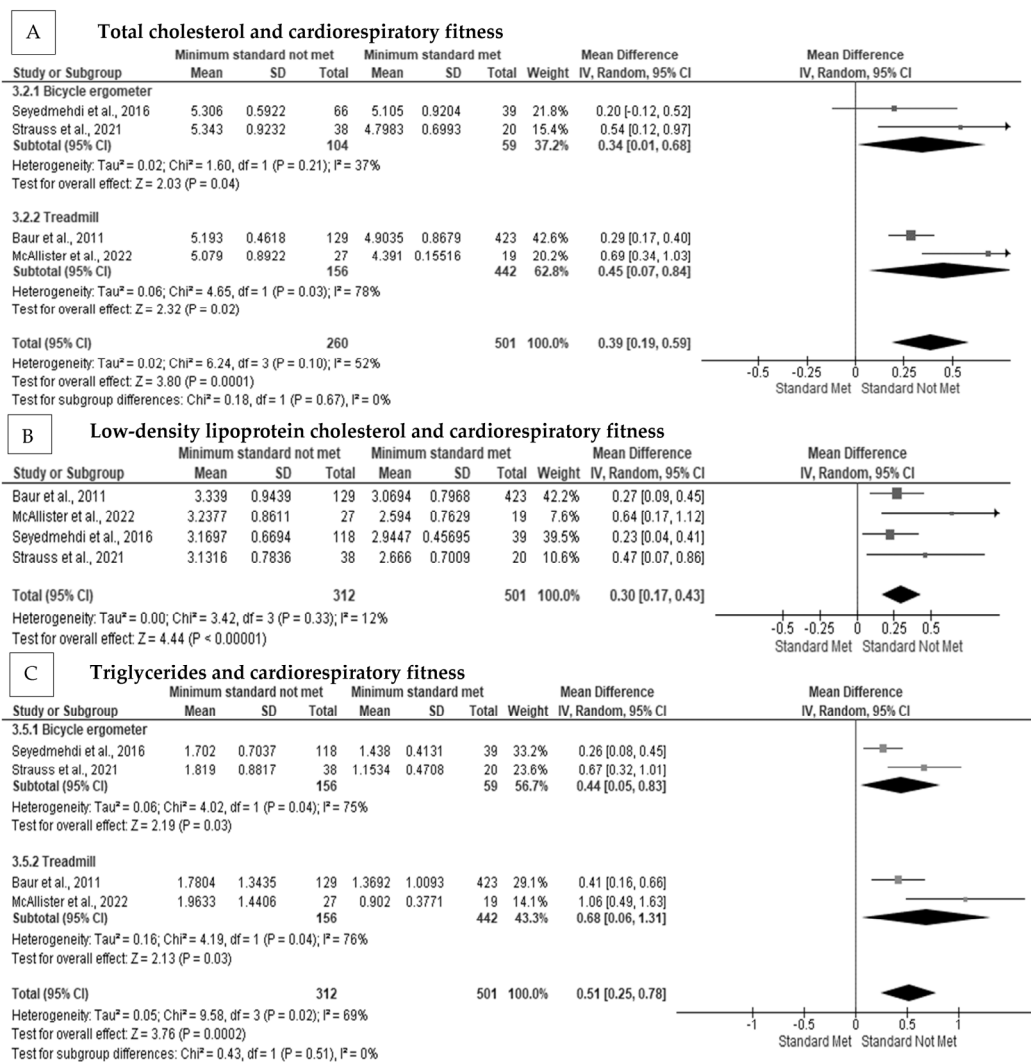 A Total cholesterol and cardiorespiratory fitness
Minimum standard not met Minimum standard met Mean Difference Mean Difference
Study or Subgroup Mean SD Total Mean SD Total Weight IV, Random, 95% CI IV, Random, 95% CI
3.2.1 Bicycle ergometer
Seyedmehdi et al., 2016 5.306 0.5922 66 5.105 0.9204 39 21.8% 0.20 [-0.12, 0.52]
Strauss et al., 2021 5.343 0.9232 38 4.7983 0.6993 20 15.4% 0.54 [0.12, 0.97]
Subtotal (95% CI) 104 59 37.2% 0.34 [0.01, 0.68]
Heterogeneity: Tau² = 0.02; Chi² = 1.60, df = 1 (P = 0.21); I² = 37%
Test for overall effect: Z = 2.03 (P = 0.04)
3.2.2 Treadmill
Baur et al., 2011 5.193 0.4618 129 4.9035 0.8679 423 42.6% 0.29 [0.17, 0.40]
McAllister et al., 2022 5.079 0.8922 27 4.391 0.15516 19 20.2% 0.69 [0.34, 1.03]
Subtotal (95% CI) 156 442 62.8% 0.45 [0.07, 0.84]
Heterogeneity: Tau² = 0.06; Chi² = 4.65, df = 1 (P = 0.03); I² = 78%
Test for overall effect: Z = 2.32 (P = 0.02)
Total (95% CI) 260 501 100.0% 0.39 [0.19, 0.59]
Heterogeneity: Tau² = 0.02; Chi² = 6.24, df = 3 (P = 0.10); I² = 52%
Test for overall effect: Z = 3.80 (P = 0.0001)
Test for subgroup differences: Chi² = 0.18, df = 1 (P = 0.67), I² = 0%
-0.5 -0.25 0 0.25 0.5
Standard Met Standard Not Met
B Low-density lipoprotein cholesterol and cardiorespiratory fitness
Minimum standard not met Minimum standard met Mean Difference Mean Difference
Study or Subgroup Mean SD Total Mean SD Total Weight IV, Random, 95% CI IV, Random, 95% CI
Baur et al., 2011 3.339 0.9439 129 3.0694 0.7968 423 42.2% 0.27 [0.09, 0.45]
McAllister et al., 2022 3.2377 0.8611 27 2.594 0.7629 19 7.6% 0.64 [0.17, 1.12]
Seyedmehdi et al., 2016 3.1697 0.6694 118 2.9447 0.45695 39 39.5% 0.23 [0.04, 0.41]
Strauss et al., 2021 3.1316 0.7836 38 2.666 0.7009 20 10.6% 0.47 [0.07, 0.86]
Total (95% CI) 312 501 100.0% 0.30 [0.17, 0.43]
Heterogeneity: Tau² = 0.00; Chi² = 3.42, df = 3 (P = 0.33); I² = 12%
Test for overall effect: Z = 4.44 (P < 0.00001)
-0.5 -0.25 0 0.25 0.5
Standard Met Standard Not Met
C Triglycerides and cardiorespiratory fitness
Minimum standard not met Minimum standard met Mean Difference Mean Difference
Study or Subgroup Mean SD Total Mean SD Total Weight IV, Random, 95% CI IV, Random, 95% CI
3.5.1 Bicycle ergometer
Seyedmehdi et al., 2016 1.702 0.7037 118 1.438 0.4131 39 33.2% 0.26 [0.08, 0.45]
Strauss et al., 2021 1.819 0.8817 38 1.1534 0.4708 20 23.6% 0.67 [0.32, 1.01]
Subtotal (95% CI) 156 59 56.7% 0.44 [0.05, 0.83]
Heterogeneity: Tau² = 0.06; Chi² = 4.02, df = 1 (P = 0.04); I² = 75%
Test for overall effect: Z = 2.19 (P = 0.03)
3.5.2 Treadmill
Baur et al., 2011 1.7804 1.3435 129 1.3692 1.0093 423 29.1% 0.41 [0.16, 0.66]
McAllister et al., 2022 1.9633 1.4406 27 0.902 0.3771 19 14.1% 1.06 [0.49, 1.63]
Subtotal (95% CI) 156 442 43.3% 0.68 [0.06, 1.31]
Heterogeneity: Tau² = 0.16; Chi² = 4.19, df = 1 (P = 0.04); I² = 76%
Test for overall effect: Z = 2.13 (P = 0.03)
Total (95% CI) 312 501 100.0% 0.51 [0.25, 0.78]
Heterogeneity: Tau² = 0.05; Chi² = 9.58, df = 3 (P = 0.02); I² = 69%
Test for overall effect: Z = 3.76 (P = 0.0002)
Test for subgroup differences: Chi² = 0.43, df = 1 (P = 0.51), I² = 0%
-1 -0.5 0 0.5 1
Standard Met Standard Not Met